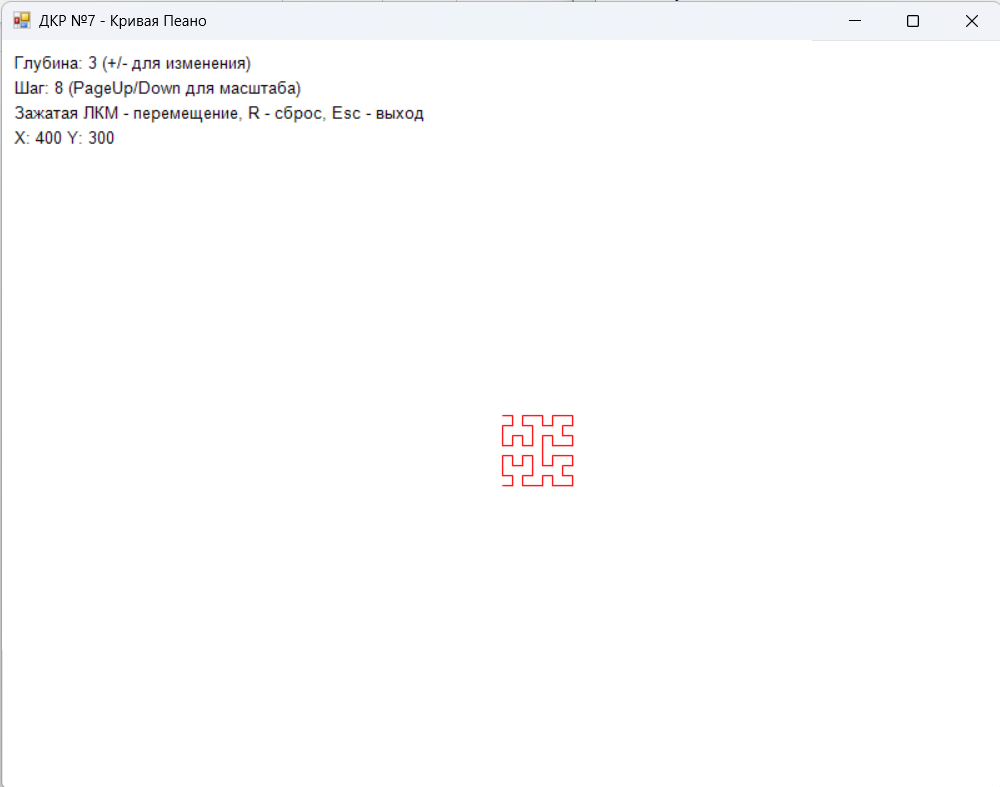 ДКР №7 - Кривая Пеано
Глубина: 3 (+/- для изменения)
Шаг: 8 (PageUp/Down для масштаба)
Зажатая ЛКМ - перемещение, R - сброс, Esc - выход
X: 400 Y: 300